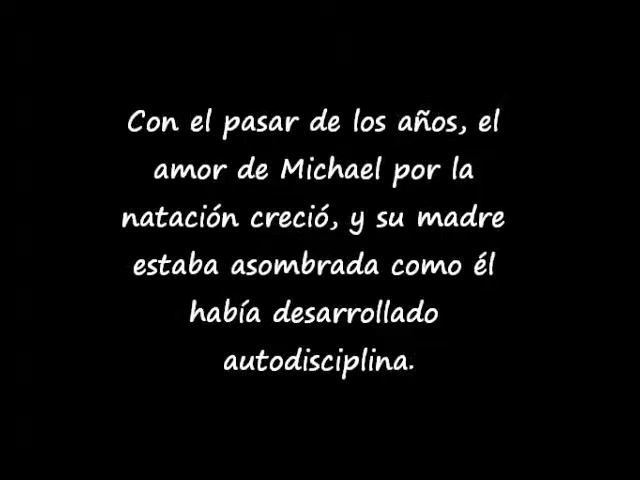 Con el pasar de los años, el
amor de Michael por la
natación creció, y su madre
estaba asombrada como él
había desarrollado
autodisciplina.